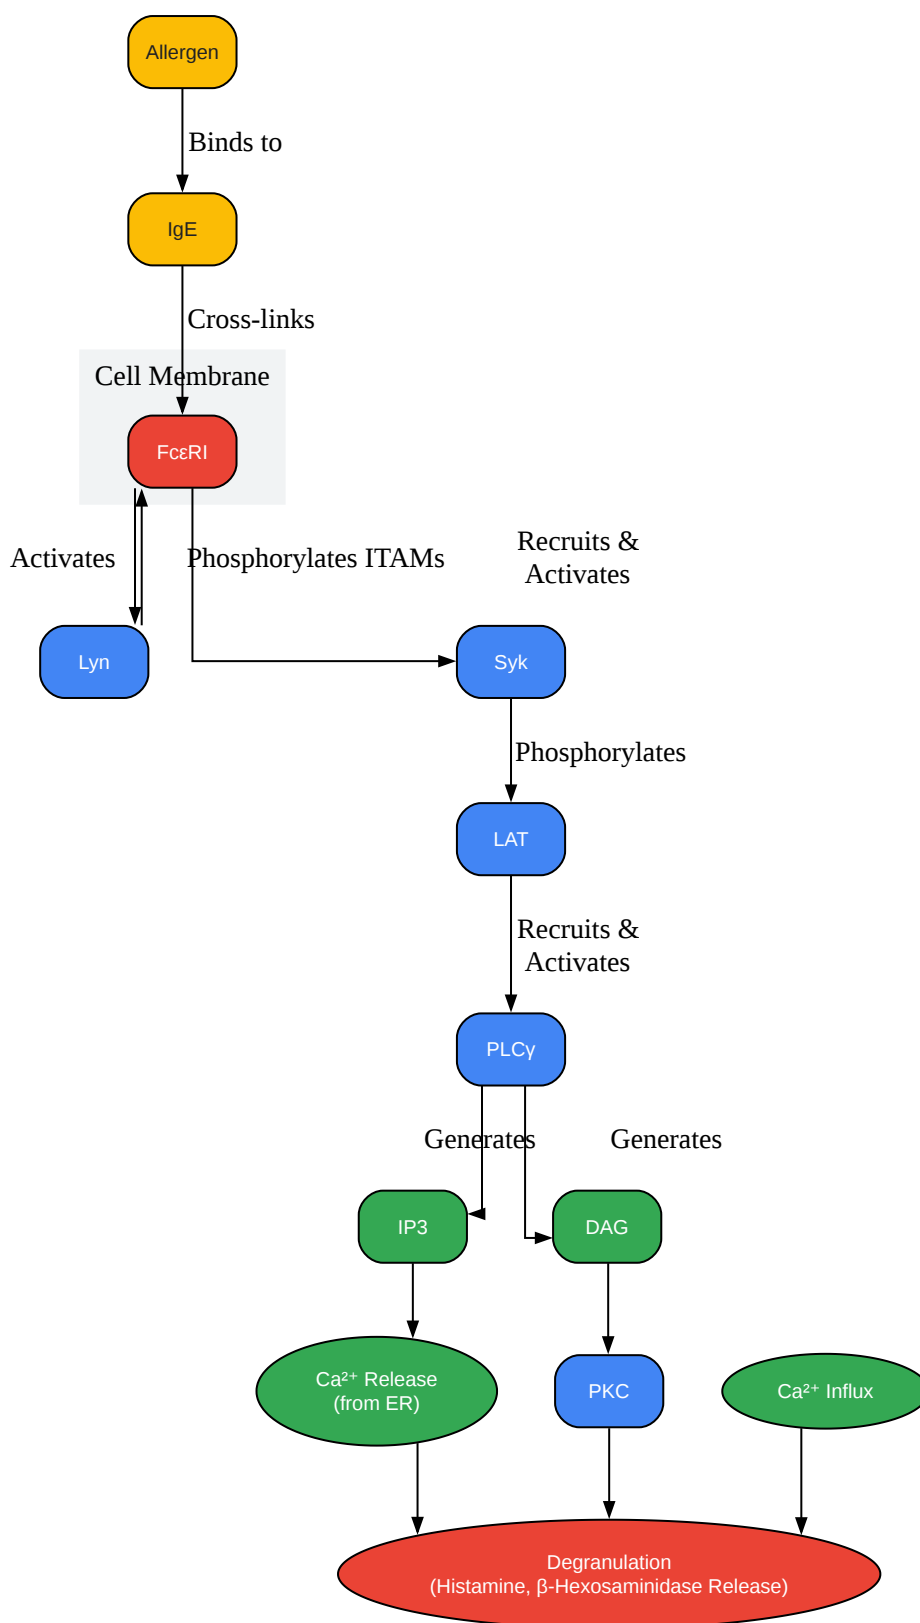 Allergen
Binds to
IgE
Cross-links
Cell Membrane
FcεRI
Activates
Phosphorylates ITAMs
Recruits &
Activates
Lyn
Syk
Phosphorylates
LAT
Recruits &
Activates
PLCγ
Generates
Generates
IP3
DAG
Ca²⁺ Release
(from ER)
PKC
Ca²⁺ Influx
Degranulation
(Histamine, β-Hexosaminidase Release)